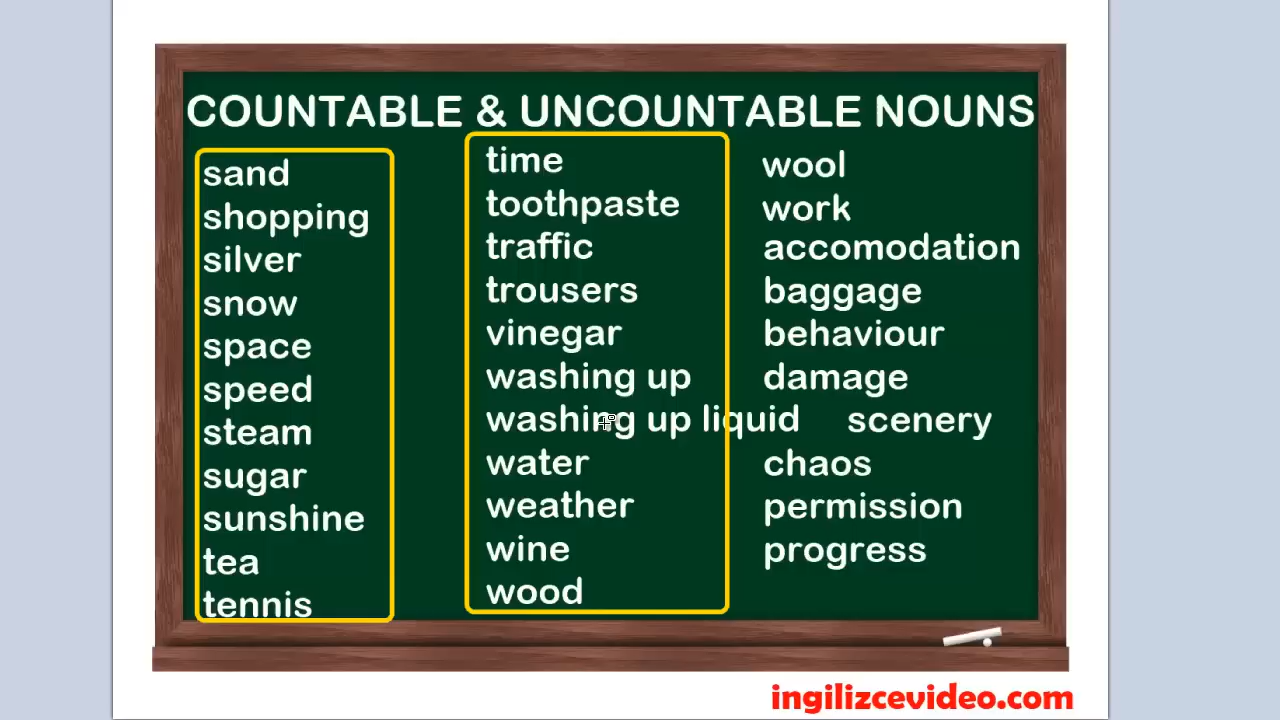 COUNTABLE & UNCOUNTABLE NOUNS
sand
shopping
silver
snow
space
speed
steam
sugar
sunshine
tea
tennis
time
toothpaste
traffic
trousers
vinegar
washing up
washing up liquid
water
weather
wine
wood
wool
work
accomodation
baggage
behaviour
damage
scenery
chaos
permission
progress
ingilizcevideo.com